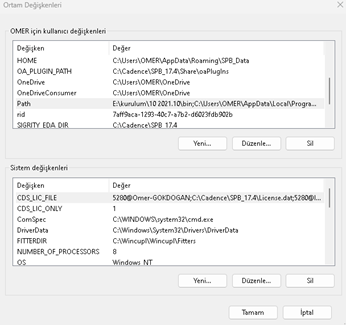 Ortam Değişkenleri
OMER için kullanıcı değişkenleri
Değişken Değer
HOME C:\Users\OMER\AppData\Roaming\SPB_Data
OA_PLUGIN_PATH C:\Cadence\SPB_17.4\Share\oaPlugIns
OneDrive C:\Users\OMER\OneDrive
OneDriveConsumer C:\Users\OMER\OneDrive
Path E:\kurulum\10 2021.10\bin;C:\Users\OMER\AppData\Local\Progra...
rid 7aff9aca-1293-40c7-a7b2-d6023fdb902b
SIGRITY_EDA_DIR C:\Cadence\SPB_17.4
Yeni... Düzenle... Sil
Sistem değişkenleri
Değişken Değer
CDS_LIC_FILE 5280@Omer-GOKDOGAN;C:\Cadence\SPB_17.4\License.dat;5280@l...
CDS_LIC_ONLY 1
ComSpec C:\WINDOWS\system32\cmd.exe
DriverData C:\Windows\System32\Drivers\DriverData
FITTERDIR C:\Wincupl\Wincupl\Fitters
NUMBER_OF_PROCESSORS 8
OS Windows_NT
Yeni... Düzenle... Sil
Tamam İptal